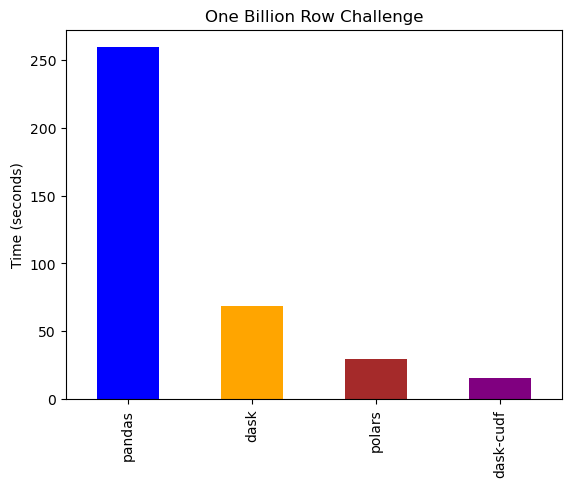 One Billion Row Challenge
Time (seconds)
250
200
150
100
50
0
pandas
dask
polars
dask-cudf